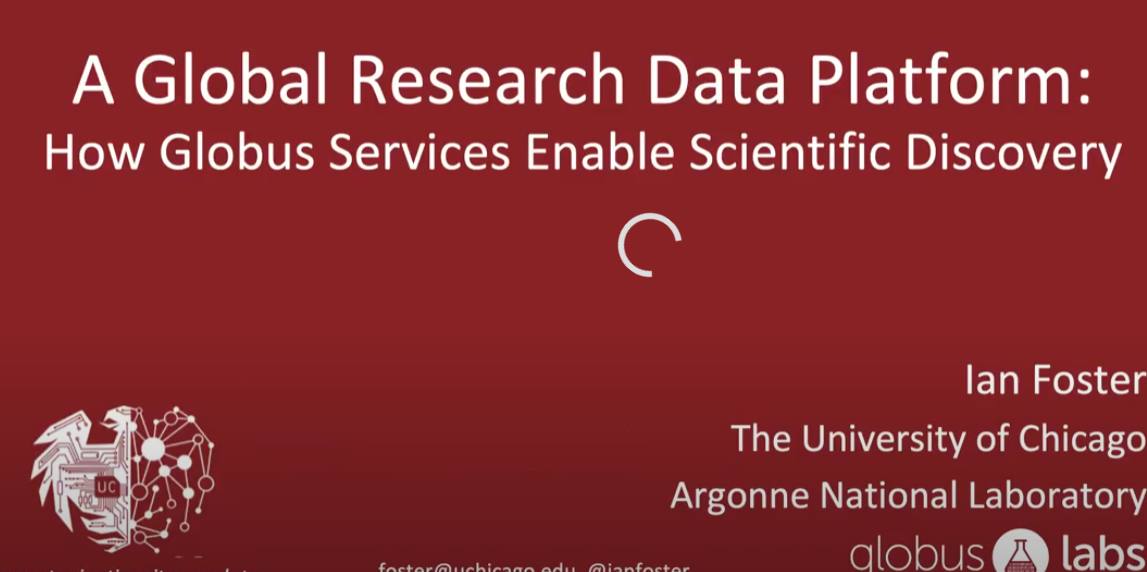 A Global Research Data Platform:
How Globus Services Enable Scientific Discovery
Ian Foster
The University of Chicago
Argonne National Laboratory
UC
globus labs
foster@uchicago.edu @ianfoster